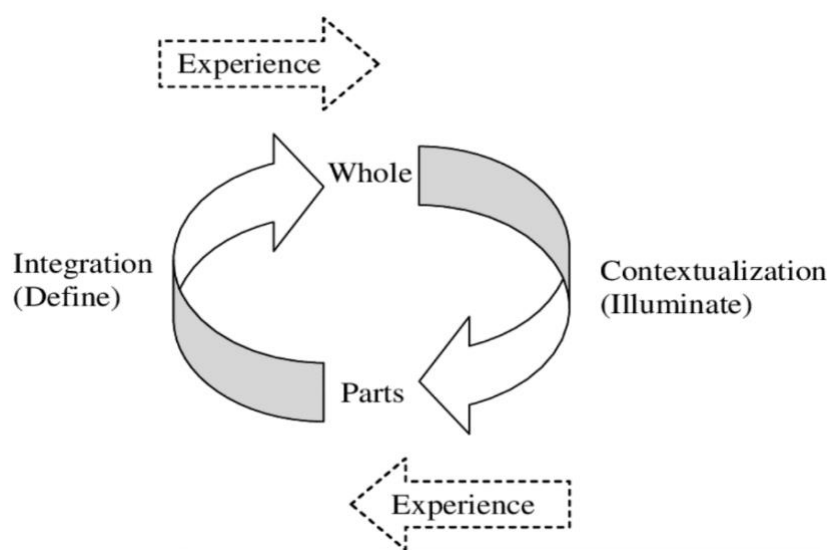 Experience
Whole
Integration
(Define)
Contextualization
(Illuminate)
Parts
Experience